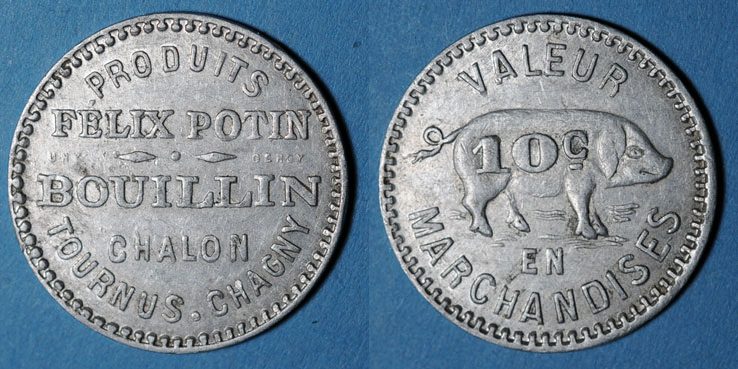 PRODUITS
FÉLIX POTIN
BOUILLIN
CHALON
TOURNUS. CHAGNY
VALEUR
10C
EN
MARCHANDISES